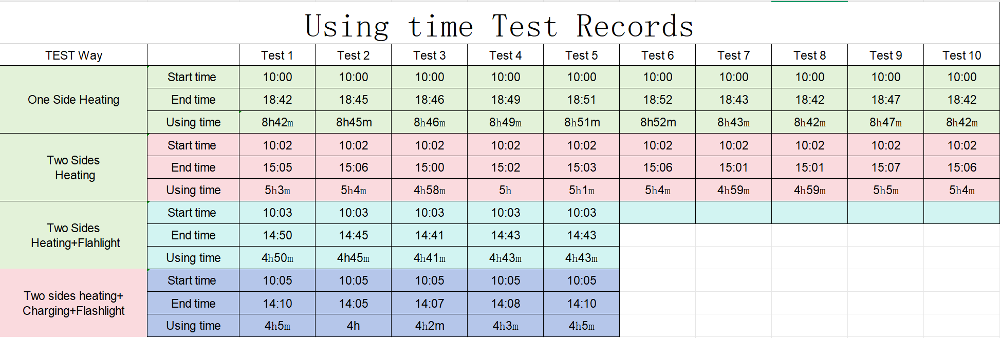 Using time Test Records
TEST Way Test 1 Test 2 Test 3 Test 4 Test 5 Test 6 Test 7 Test 8 Test 9 Test 10
One Side Heating
Start time 10:00 10:00 10:00 10:00 10:00 10:00 10:00 10:00 10:00 10:00
End time 18:42 18:45 18:46 18:49 18:51 18:52 18:43 18:42 18:47 18:42
Using time 8h42m 8h45m 8h46m 8h49m 8h51m 8h52m 8h43m 8h42m 8h47m 8h42m
Two Sides
Heating
Start time 10:02 10:02 10:02 10:02 10:02 10:02 10:02 10:02 10:02 10:02
End time 15:05 15:06 15:00 15:02 15:03 15:06 15:01 15:01 15:07 15:06
Using time 5h3m 5h4m 4h58m 5h 5h1m 5h4m 4h59m 4h59m 5h5m 5h4m
Two Sides
Heating+Flahlight
Start time 10:03 10:03 10:03 10:03 10:03
End time 14:50 14:45 14:41 14:43 14:43
Using time 4h50m 4h45m 4h41m 4h43m 4h43m
Two sides heating+
Charging+Flashlight
Start time 10:05 10:05 10:05 10:05 10:05
End time 14:10 14:05 14:07 14:08 14:10
Using time 4h5m 4h 4h2m 4h3m 4h5m